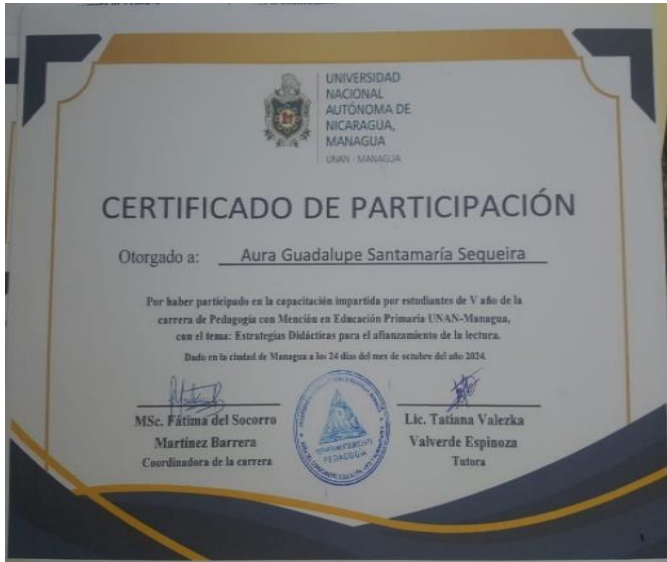 UNIVERSIDAD
NACIONAL
AUTÓNOMA DE
NICARAGUA,
MANAGUA
UNAN - MANAGUA
CERTIFICADO DE PARTICIPACIÓN
Otorgado a: Aura Guadalupe Santamaría Sequeira
Por haber participado en la capacitación impartida por estudiantes de V año de la
carrera de Pedagogía con Mención en Educación Primaria UNAN-Managua,
con el tema: Estrategias Didácticas para el afianzamiento de la lectura.
Dado en la ciudad de Managua a los 24 días del mes de octubre del año 2024.
MSc. Fátima del Socorro
Martínez Barrera
Coordinadora de la carrera
PEDAGOGÍA
Lic. Tatiana Valezka
Valverde Espinoza
Tutora